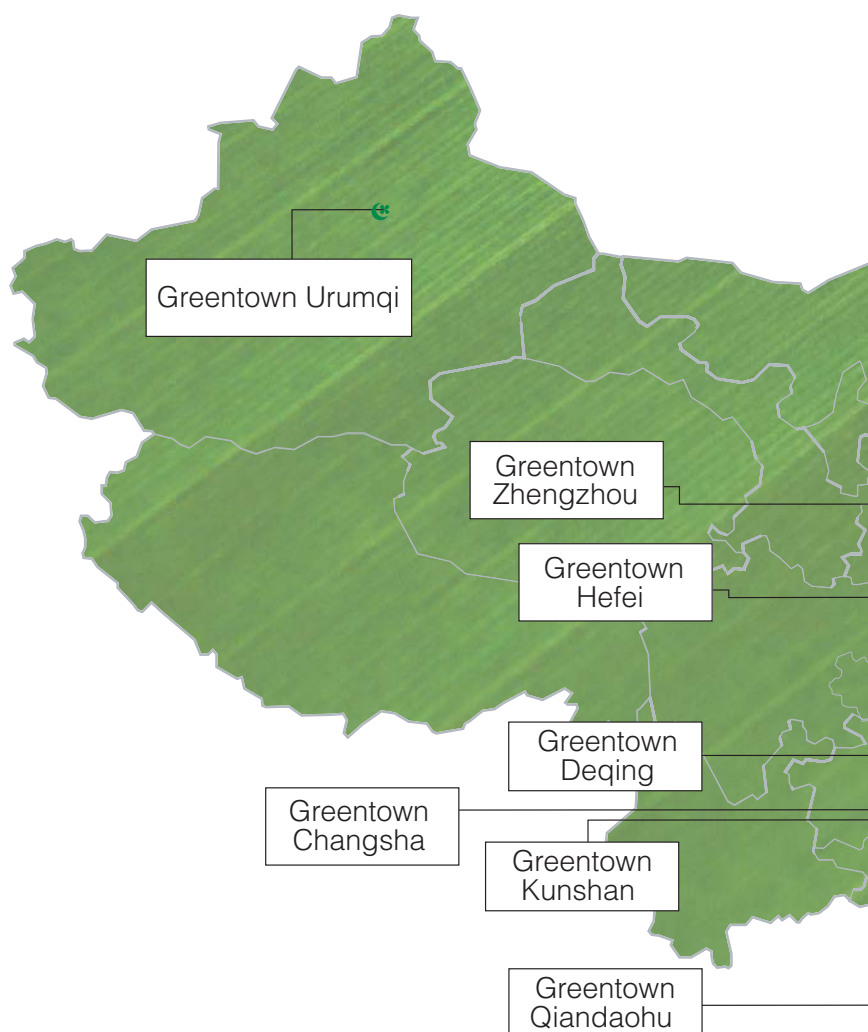 Greentown Urumqi
Greentown
Zhengzhou
Greentown
Hefei
Greentown
Deqing
Greentown
Changsha
Greentown
Kunshan
Greentown
Qiandaohu